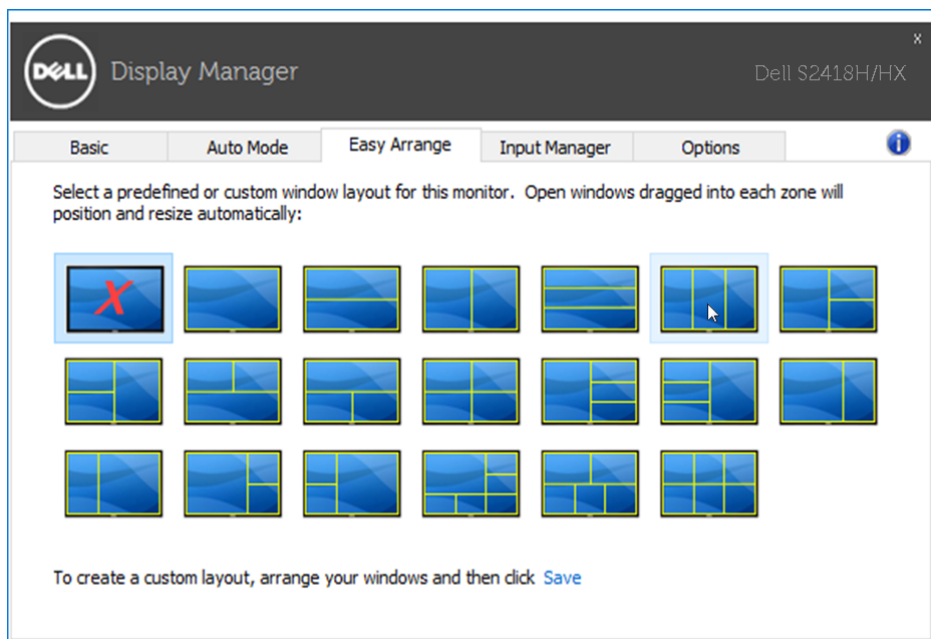 x
DELL Display Manager Dell S2418H/HX
Basic Auto Mode Easy Arrange Input Manager Options i
Select a predefined or custom window layout for this monitor. Open windows dragged into each zone will
position and resize automatically:
X
To create a custom layout, arrange your windows and then click Save